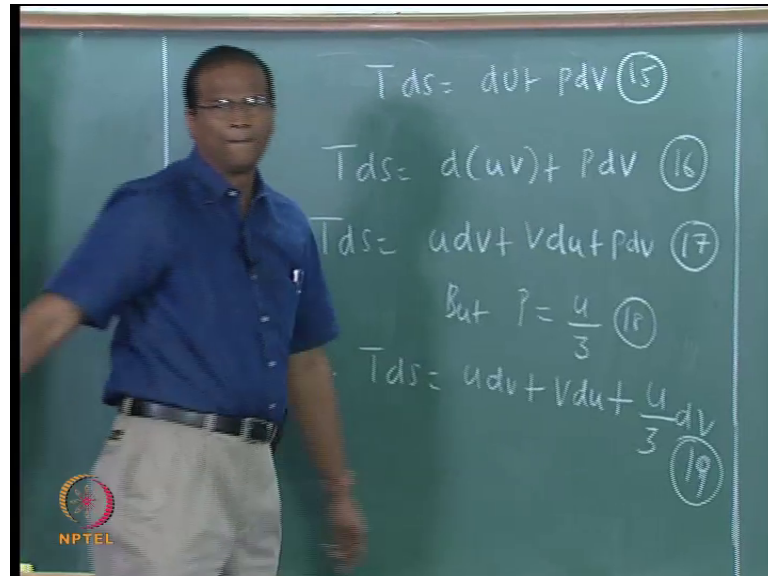 Tds = dU + pdV (15)
Tds = d(uv) + pdV (16)
Tds = udv + Vdu + pdv (17)
But P = u/3 (18)
Tds = udv + Vdu + u/3 dv (19)
NPTEL